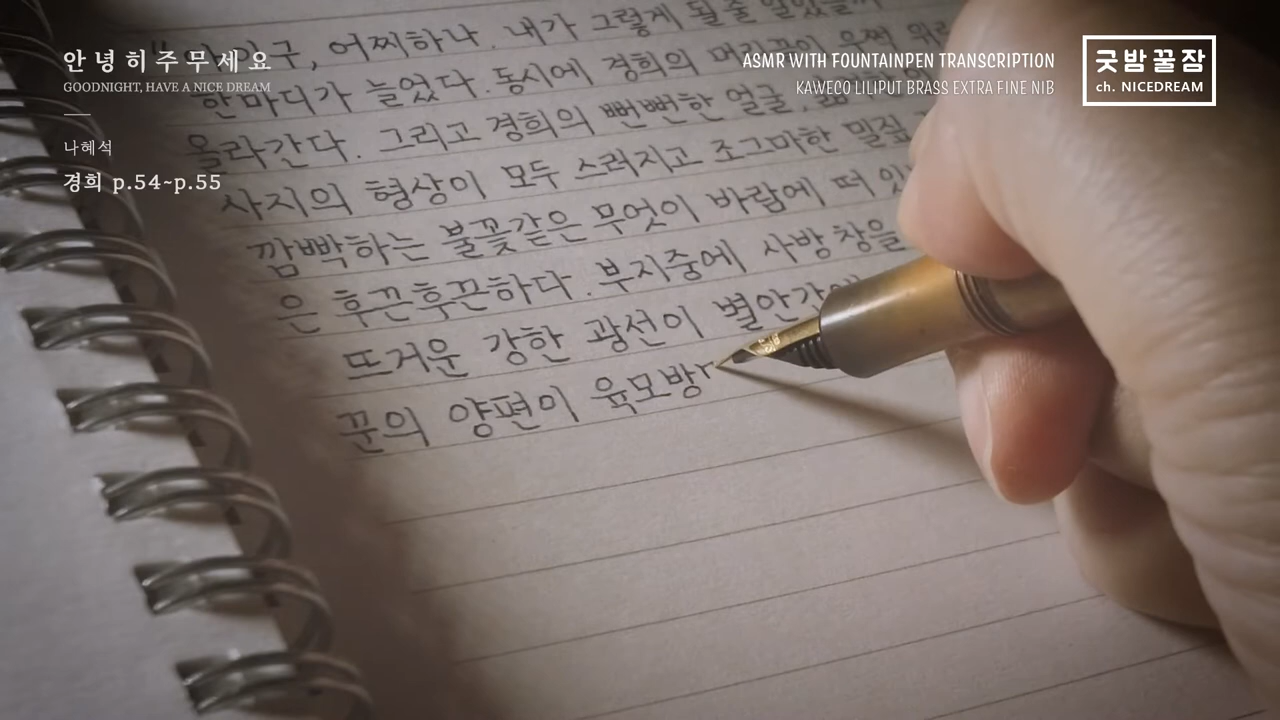 안녕히주무세요
GOODNIGHT, HAVE A NICE DREAM
나혜석
경희 p.54~p.55
ASMR WITH FOUNTAINPEN TRANSCRIPTION
KAWECO LILIPUT BRASS EXTRA FINE NIB
굿밤꿀잠
ch. NICEDREAM
어찌하나. 내가 그렇게 될 줄
한마디가 늘었다. 동시에 경희의
올라간다. 그리고 경희의 뻔뻔한 얼굴,
사지의 형상이 모두 스러지고 조그마한 밀짚
깜빡하는 불꽃같은 무엇이 바람에 떠 있
은 후끈후끈하다. 부지중에 사방 창을
뜨거운 강한 광선이 별안간에
꾼의 양편이 육모방